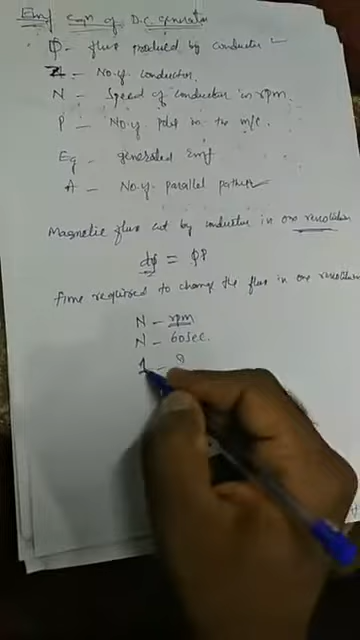 Emf eqn of D.C generator
Φ - flux produced by conductor
Z - No.of conductor.
N - Speed of conductor in rpm.
P - No.of poles in the m/c.
Eg - generated Emf
A - No.of parallel
Magnetic flux cut by conductor in one revolution
dφ = ΦP
Time required to change the flux in one revolution
N - rpm
N - 60sec.
1 -